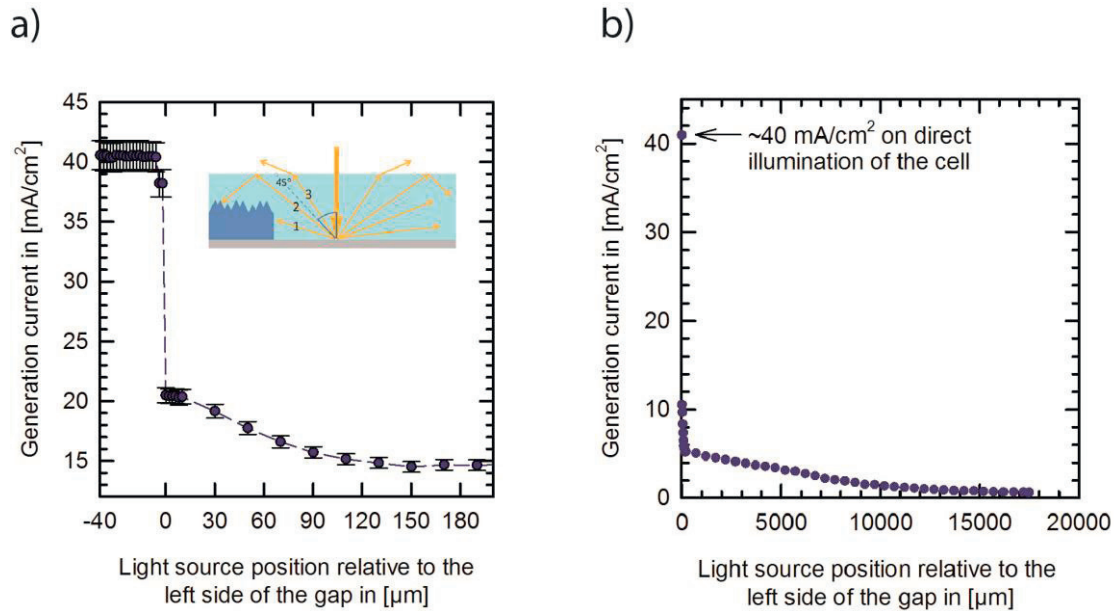 a)
b)
Generation current in [mA/cm²]
45
40
35
30
25
20
15
-40
0
30
60
90
120
150
180
45°
3
2
1
Light source position relative to the
left side of the gap in [µm]
Generation current in [mA/cm²]
40
30
20
10
0
0
5000
10000
15000
20000
~40 mA/cm² on direct
illumination of the cell
Light source position relative to the
left side of the gap in [µm]